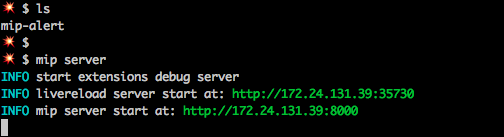 💥 $ ls
mip-alert
💥 $
💥 $ mip server
INFO start extensions debug server
INFO livereload server start at: http://172.24.131.39:35730
INFO mip server start at: http://172.24.131.39:8000